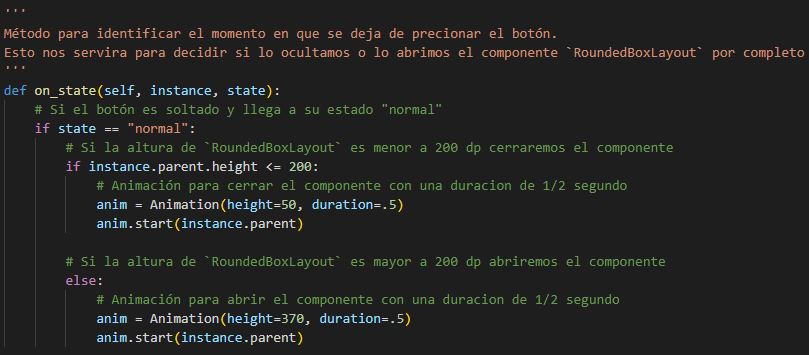 '''
Método para identificar el momento en que se deja de precionar el botón.
Esto nos servira para decidir si lo ocultamos o lo abrimos el componente `RoundedBoxLayout` por completo
'''
def on_state(self, instance, state):
# Si el botón es soltado y llega a su estado "normal"
if state == "normal":
# Si la altura de `RoundedBoxLayout` es menor a 200 dp cerraremos el componente
if instance.parent.height <= 200:
# Animación para cerrar el componente con una duracion de 1/2 segundo
anim = Animation(height=50, duration=.5)
anim.start(instance.parent)
# Si la altura de `RoundedBoxLayout` es mayor a 200 dp abriremos el componente
else:
# Animación para abrir el componente con una duracion de 1/2 segundo
anim = Animation(height=370, duration=.5)
anim.start(instance.parent)